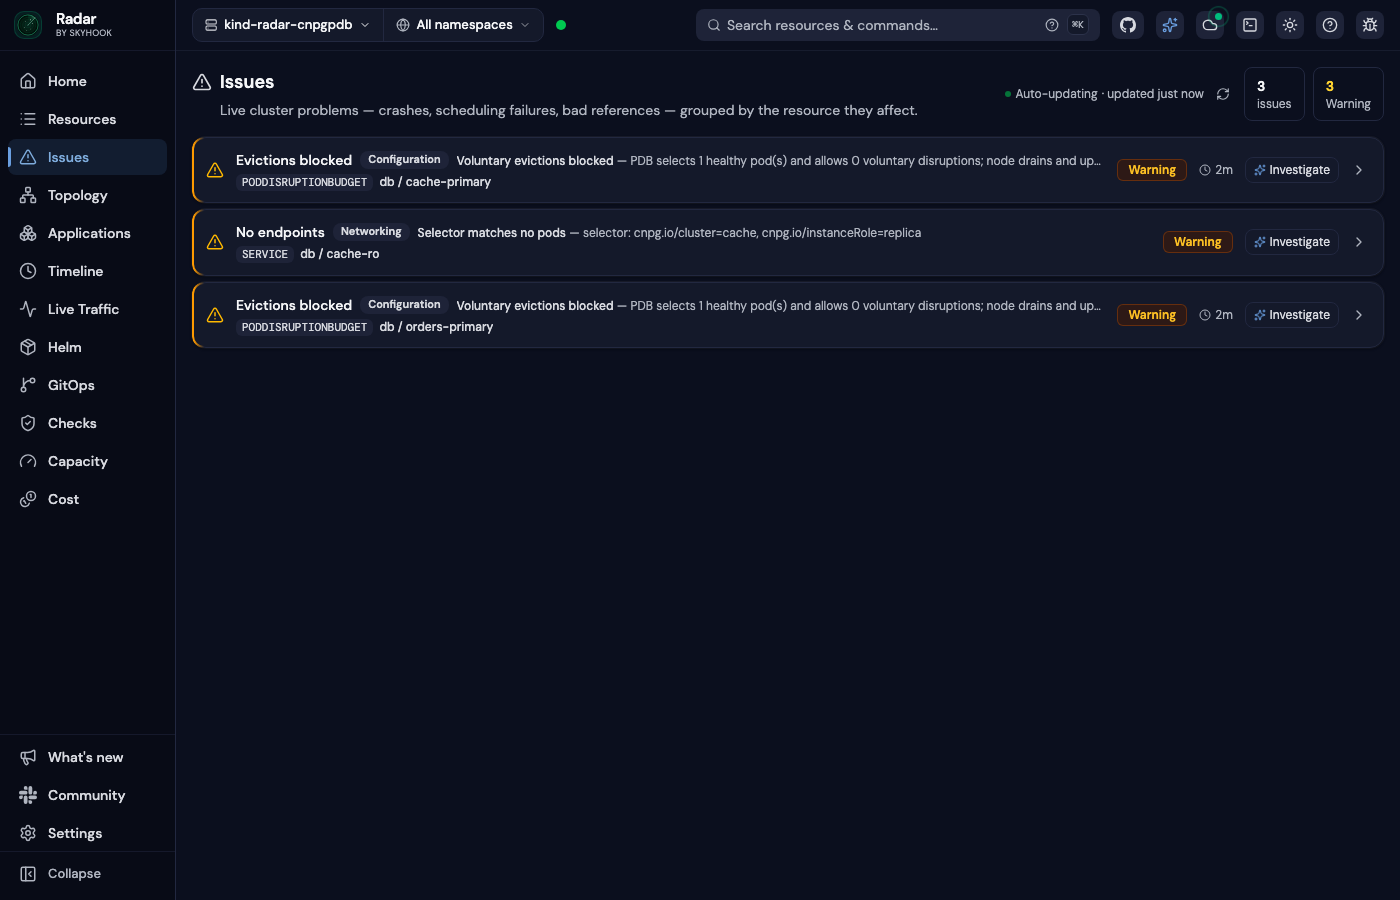 Radar
BY SKYHOOK
kind-radar-cnpgpdb
All namespaces
Search resources & commands...
⌘K
Home
Resources
Issues
Topology
Applications
Timeline
Live Traffic
Helm
GitOps
Checks
Capacity
Cost
What's new
Community
Settings
Collapse
Issues
Live cluster problems — crashes, scheduling failures, bad references — grouped by the resource they affect.
Auto-updating · updated just now
3
issues
3
Warning
Evictions blocked Configuration Voluntary evictions blocked — PDB selects 1 healthy pod(s) and allows 0 voluntary disruptions; node drains and up...
PODDISRUPTIONBUDGET db / cache-primary
Warning 2m Investigate
No endpoints Networking Selector matches no pods — selector: cnpg.io/cluster=cache, cnpg.io/instanceRole=replica
SERVICE db / cache-ro
Warning Investigate
Evictions blocked Configuration Voluntary evictions blocked — PDB selects 1 healthy pod(s) and allows 0 voluntary disruptions; node drains and up...
PODDISRUPTIONBUDGET db / orders-primary
Warning 2m Investigate